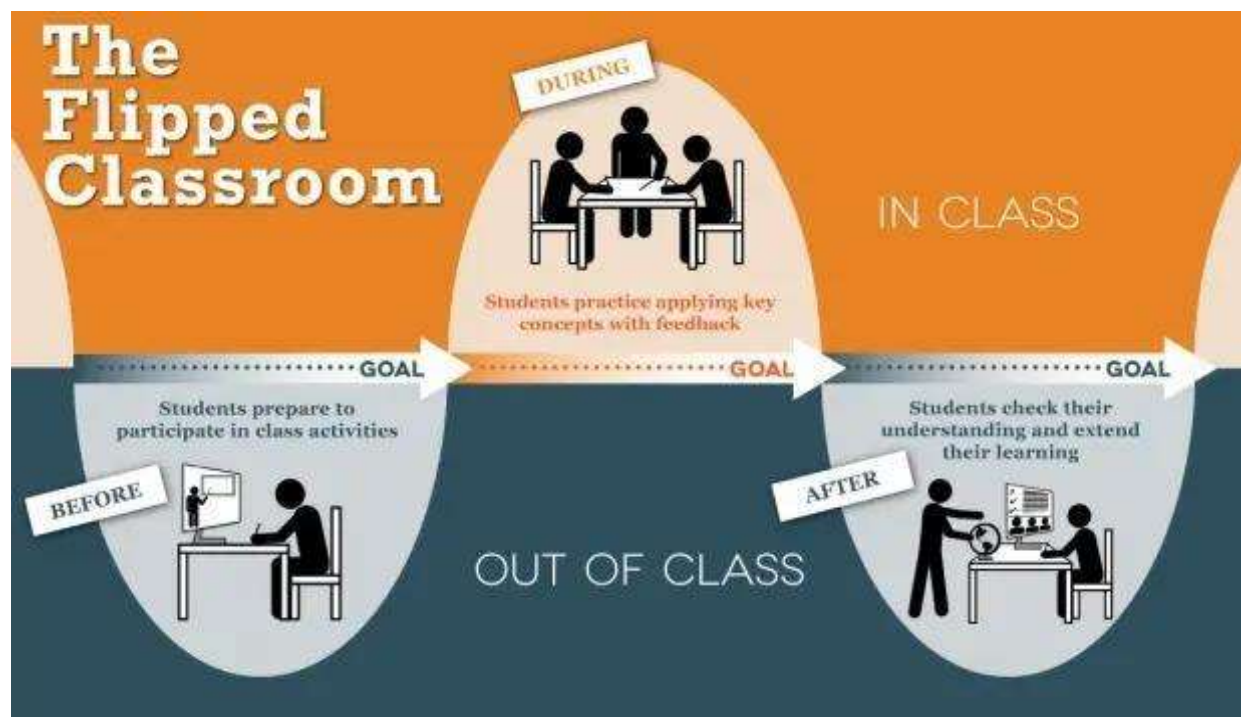 The
Flipped
Classroom
DURING
IN CLASS
Students practice applying key
concepts with feedback
GOAL
GOAL
GOAL
Students prepare to
participate in class activities
BEFORE
OUT OF CLASS
Students check their
understanding and extend
their learning
AFTER